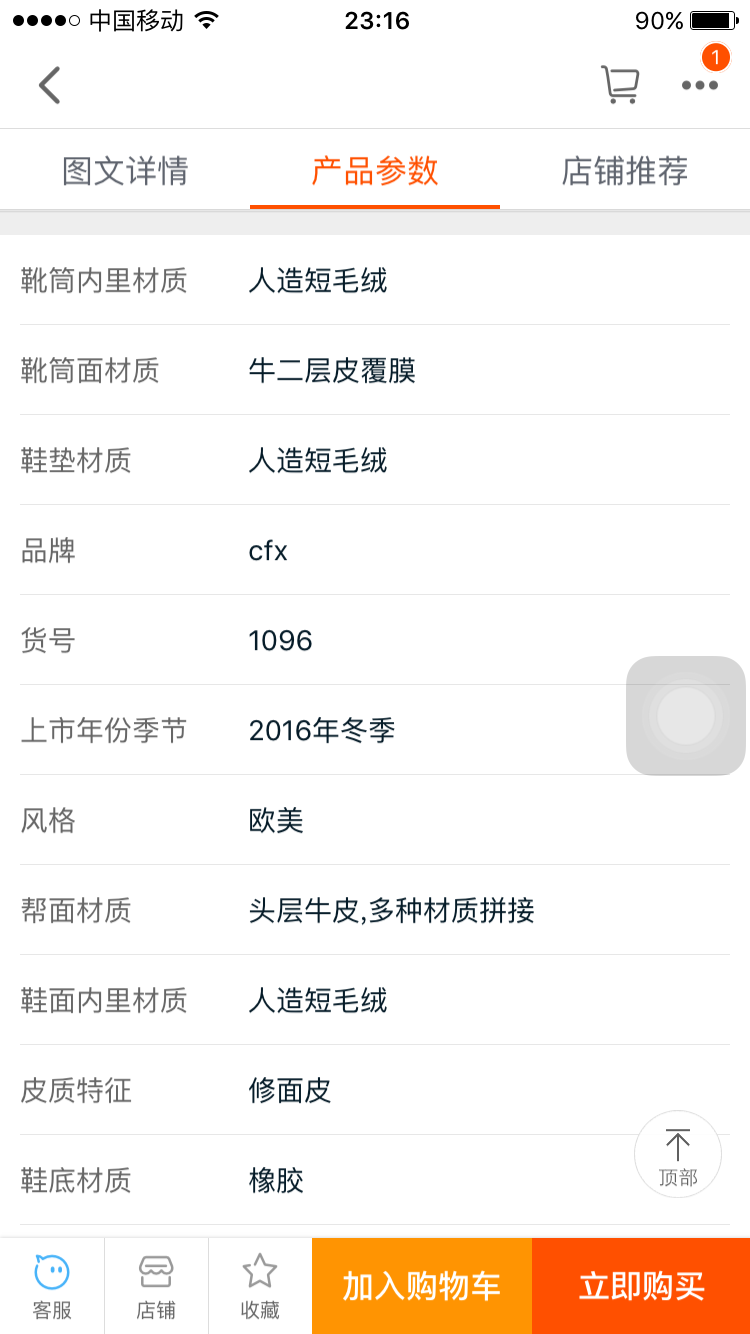 中国移动 23:16 90%
1
图文详情 产品参数 店铺推荐
靴筒内里材质 人造短毛绒
靴筒面材质 牛二层皮覆膜
鞋垫材质 人造短毛绒
品牌 cfx
货号 1096
上市年份季节 2016年冬季
风格 欧美
帮面材质 头层牛皮,多种材质拼接
鞋面内里材质 人造短毛绒
皮质特征 修面皮
顶部
鞋底材质 橡胶
客服 店铺 收藏 加入购物车 立即购买